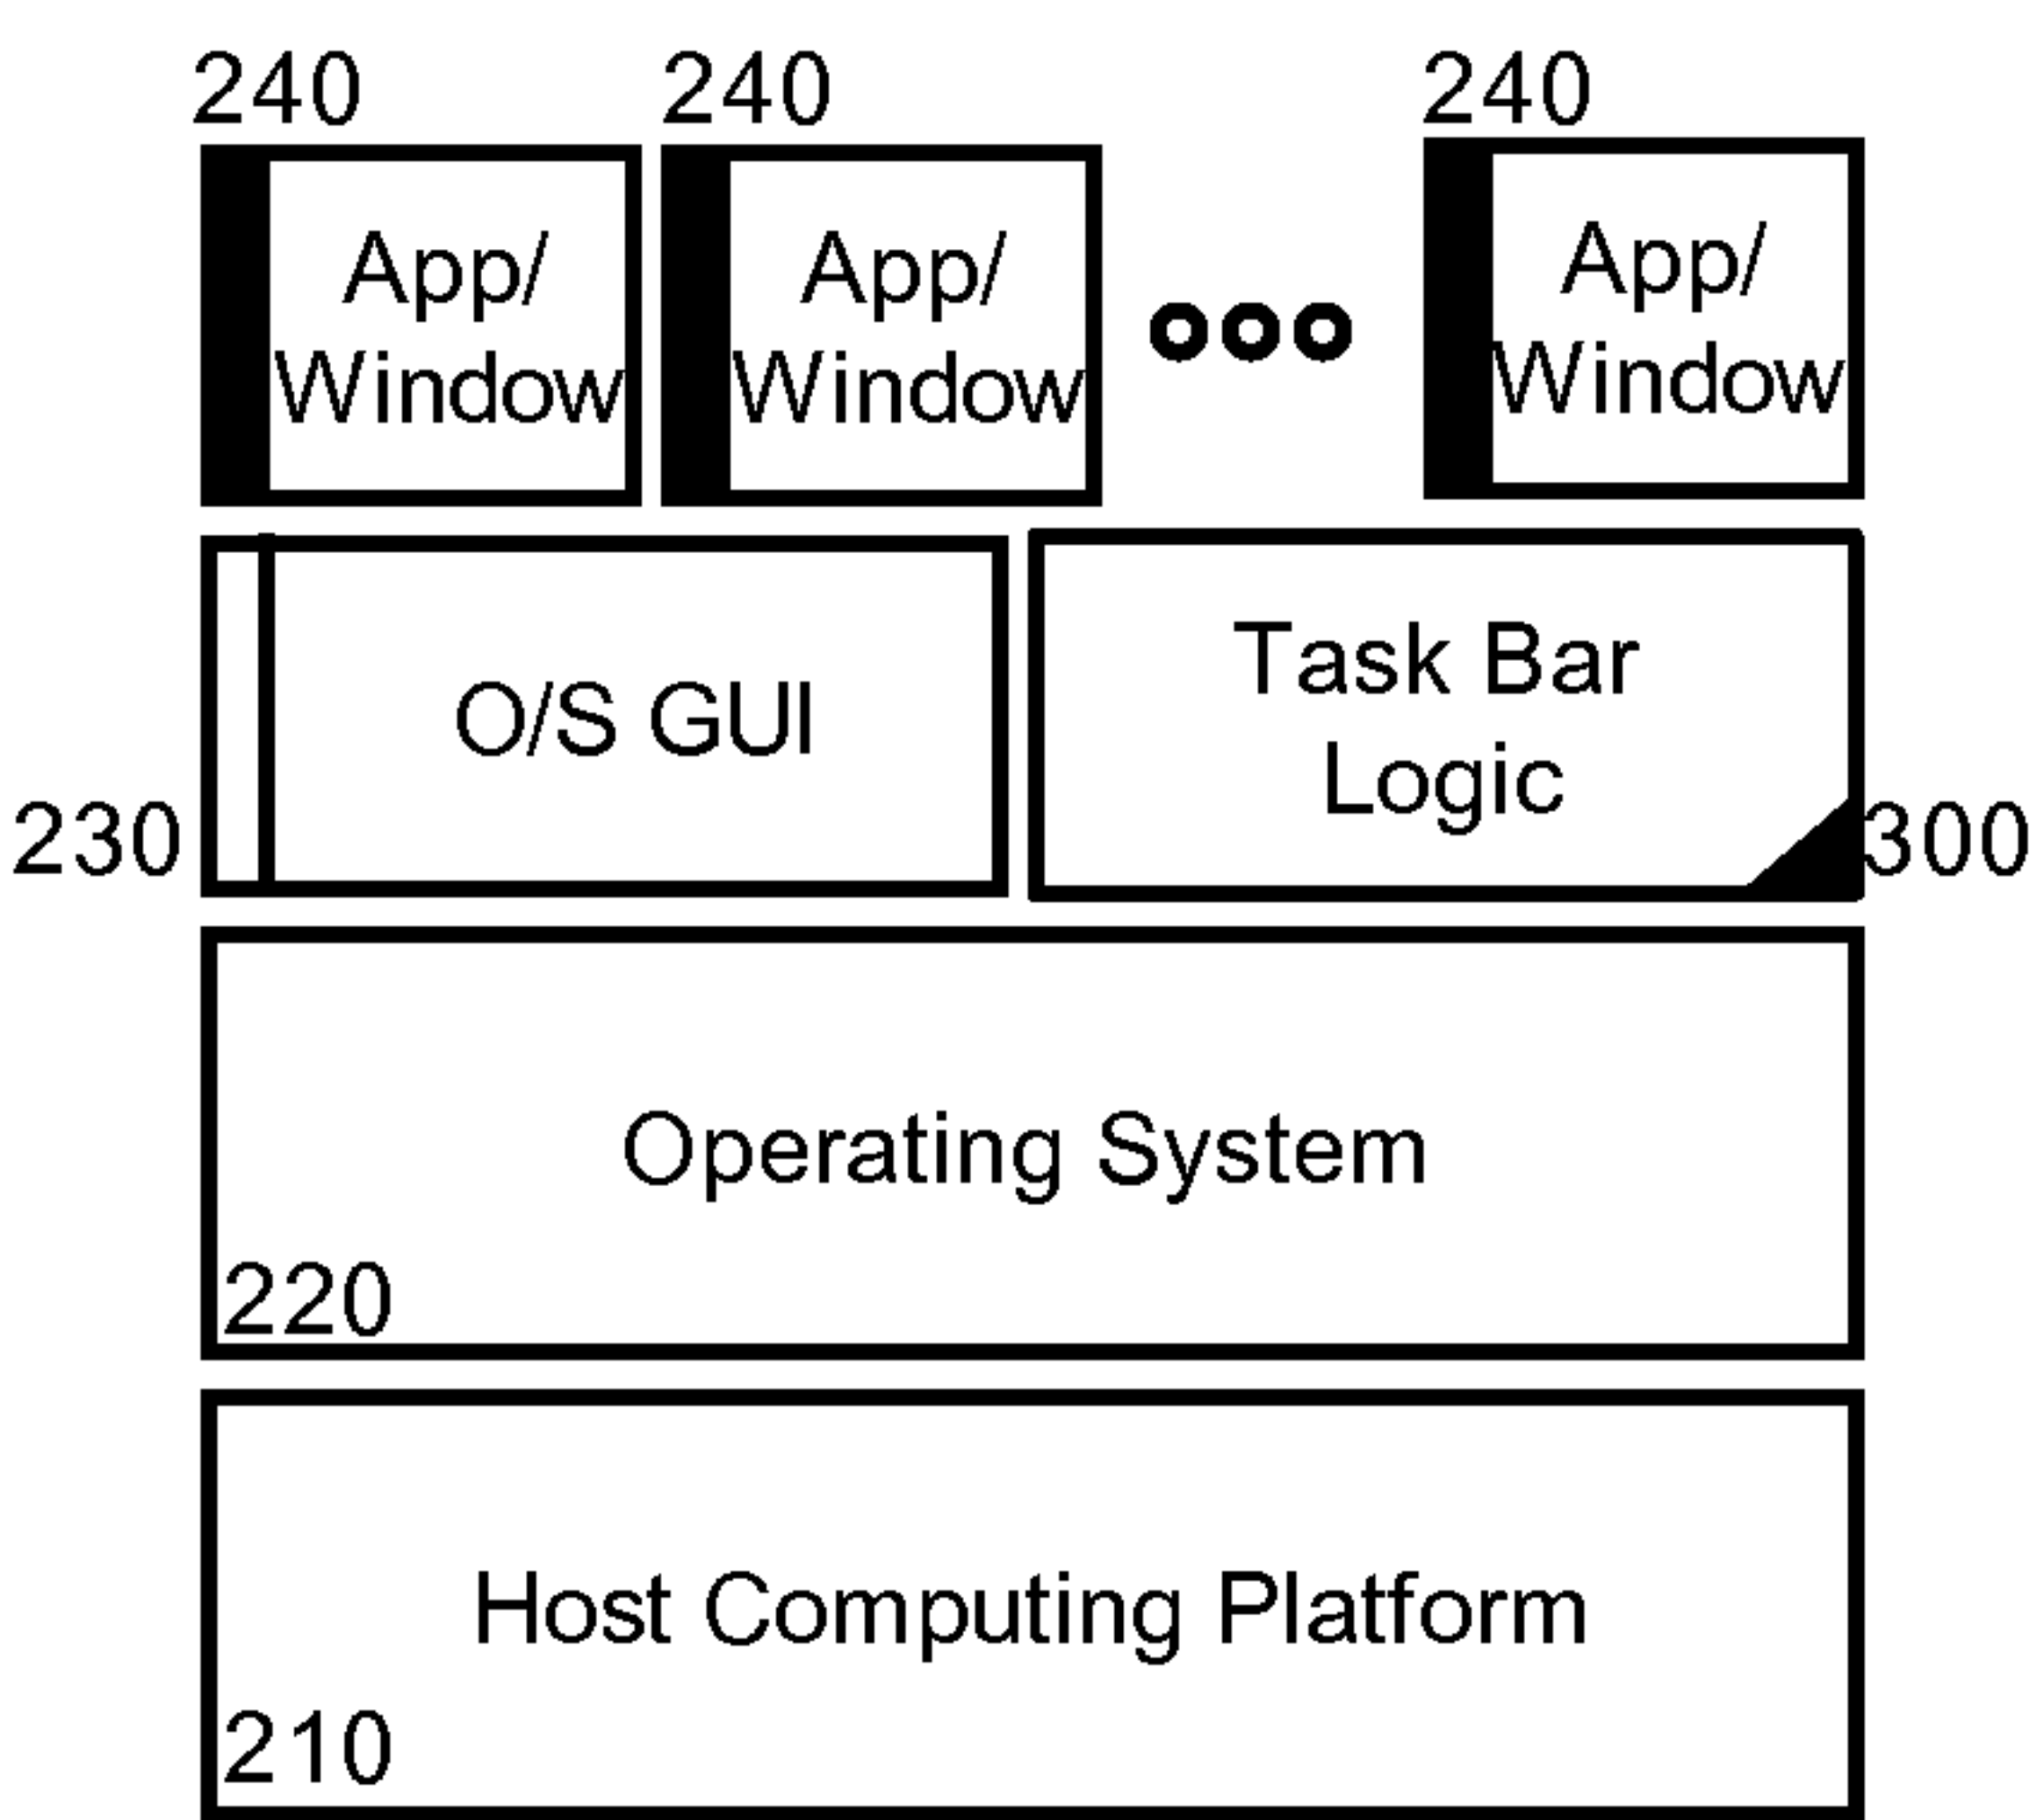 240 240 240
App/ App/ App/
Window Window Window
O/S GUI
Task Bar
Logic
230
300
Operating System
220
Host Computing Platform
210